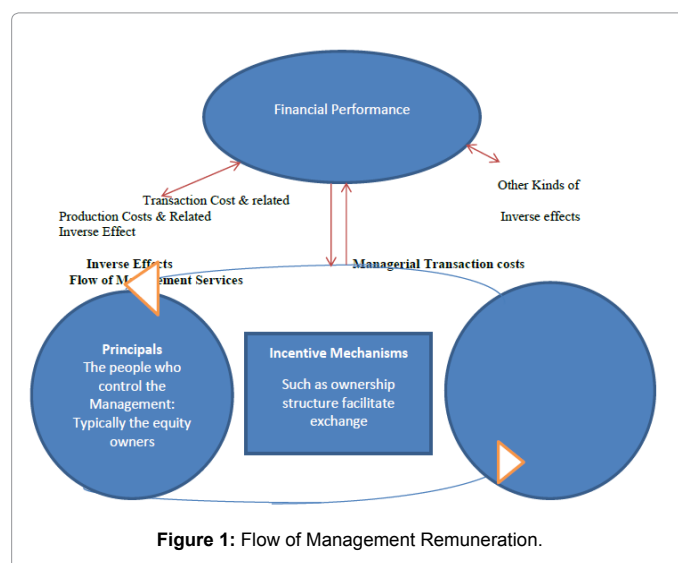 Financial Performance
Other Kinds of
Transaction Cost & related
Production Costs & Related
Inverse effects
Inverse Effect
Inverse Effects
Managerial Transaction costs
Flow of Management Services
Principals
The people who
control the
Management:
Typically the equity
owners
Incentive Mechanisms
Such as ownership
structure facilitate
exchange
Figure 1: Flow of Management Remuneration.